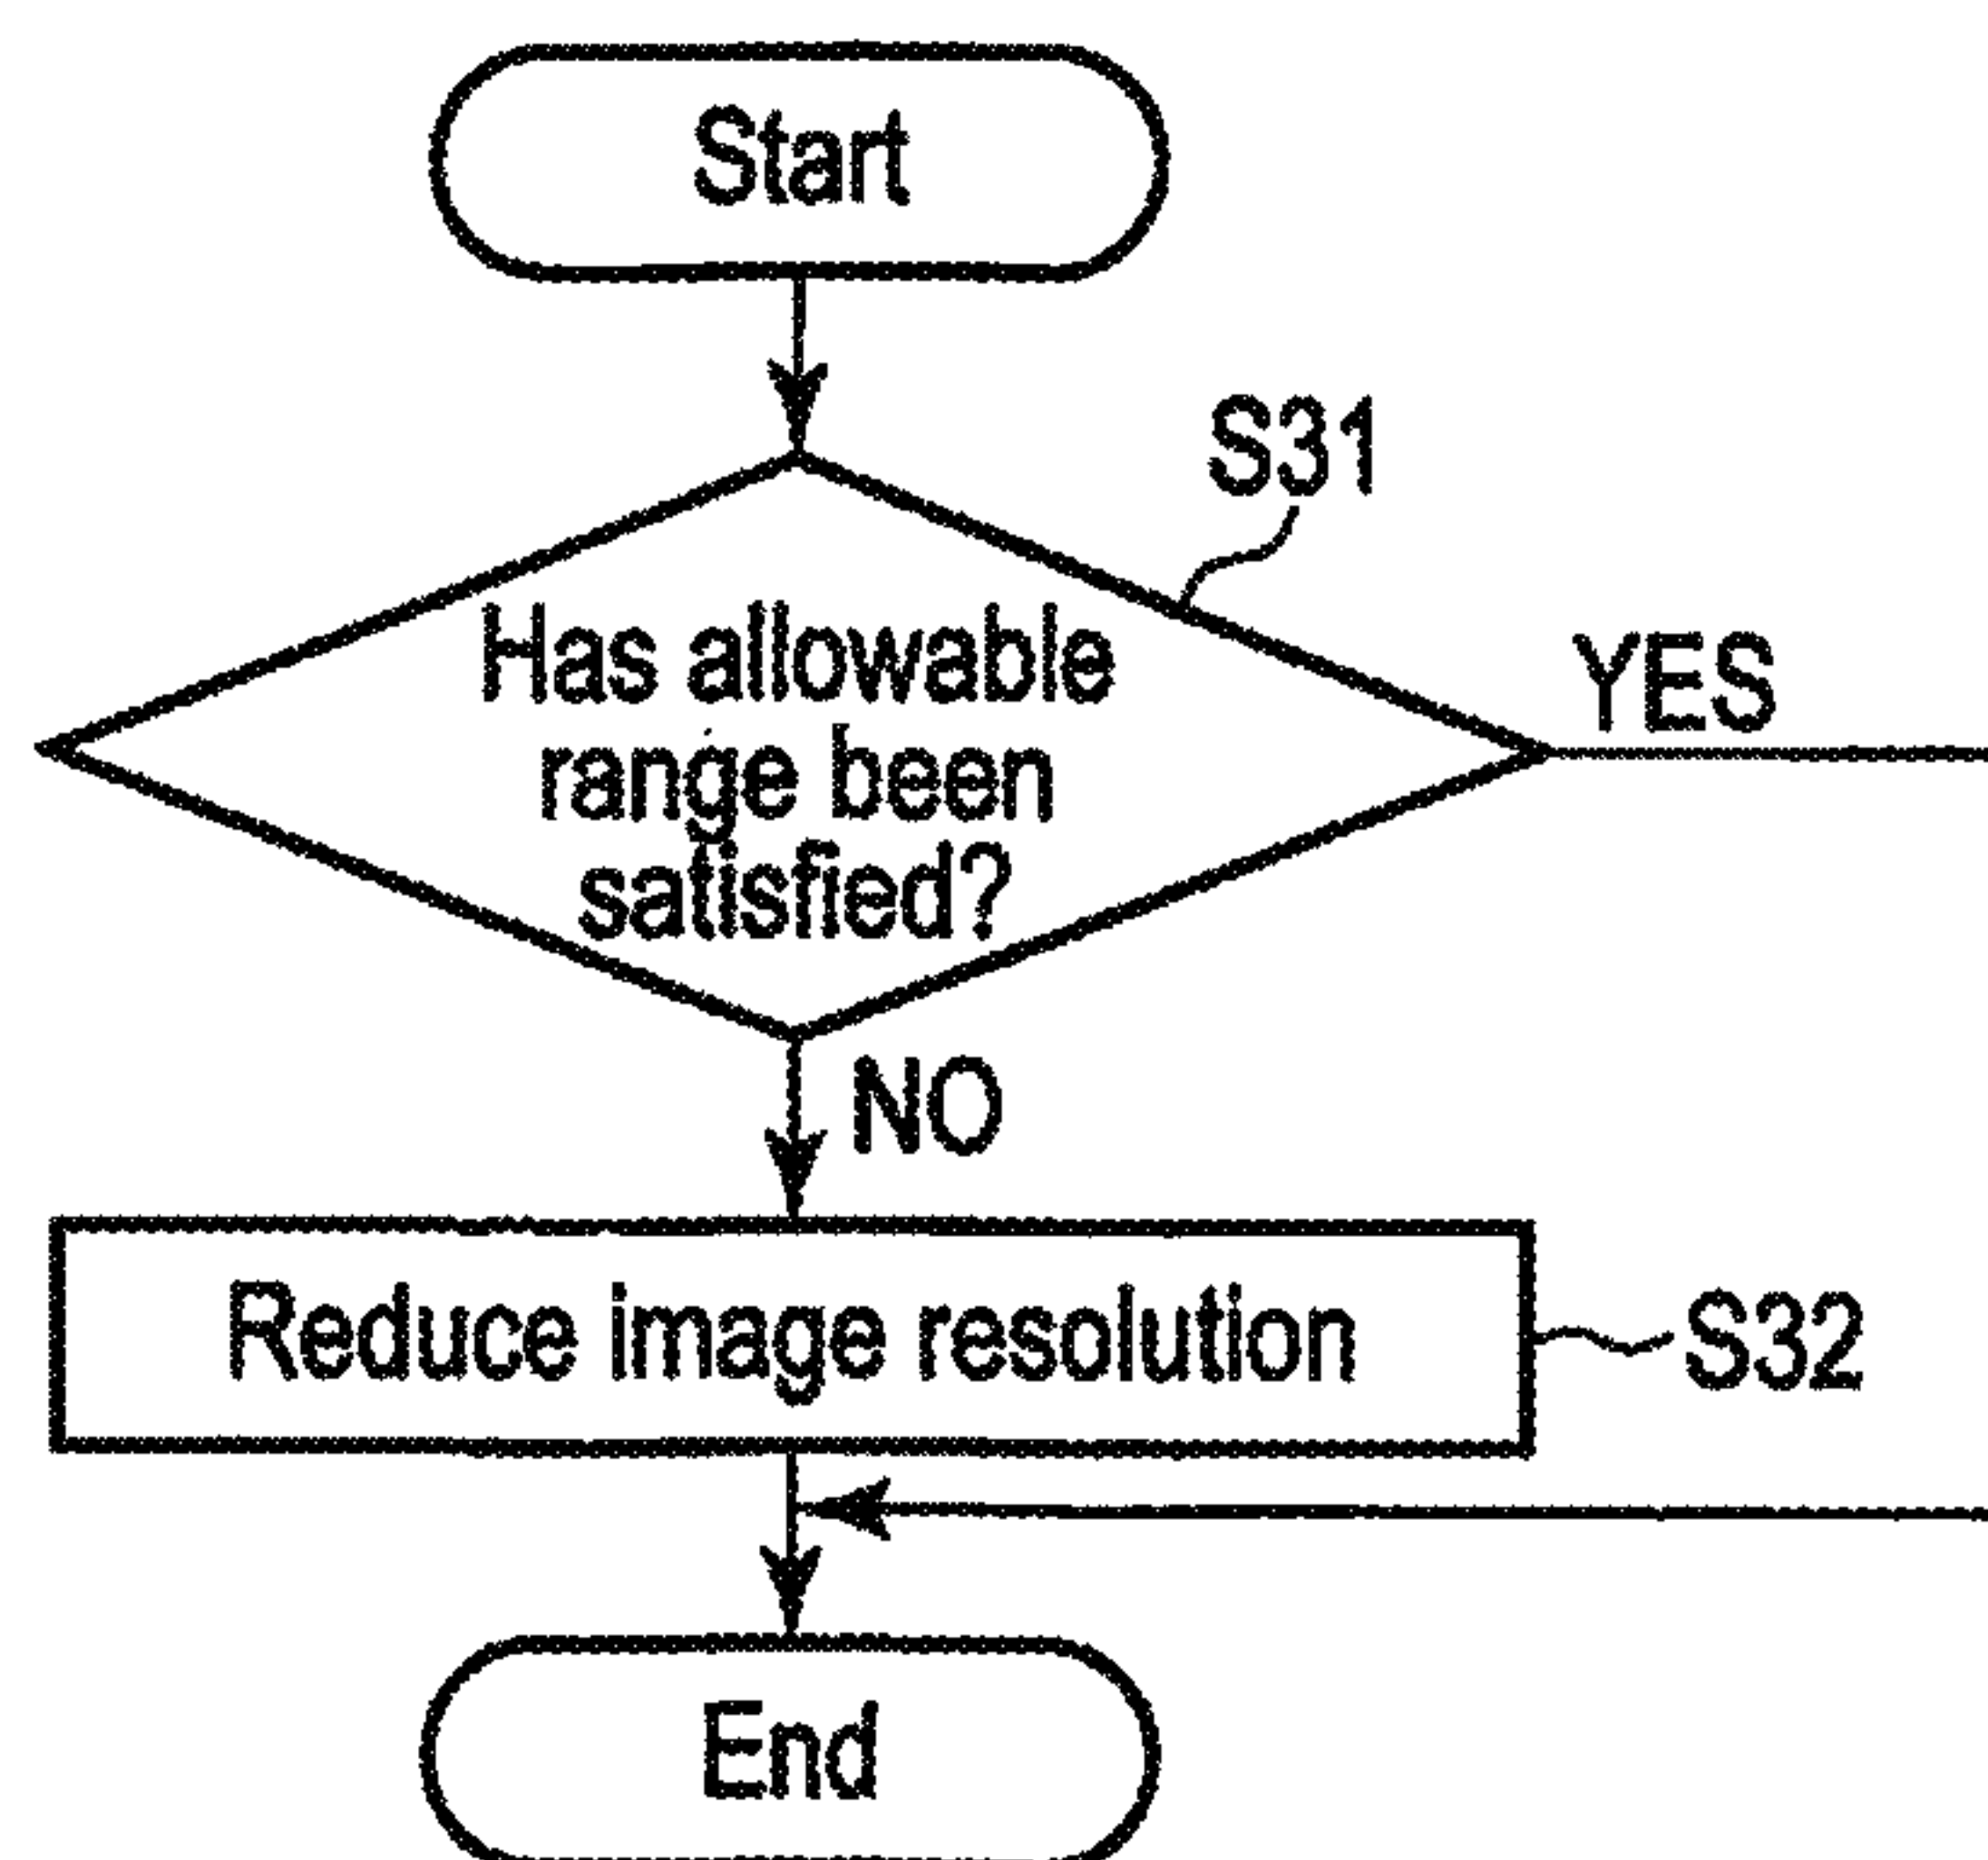 Start
S31
Has allowable
range been
satisfied?
YES
NO
Reduce image resolution
S32
End